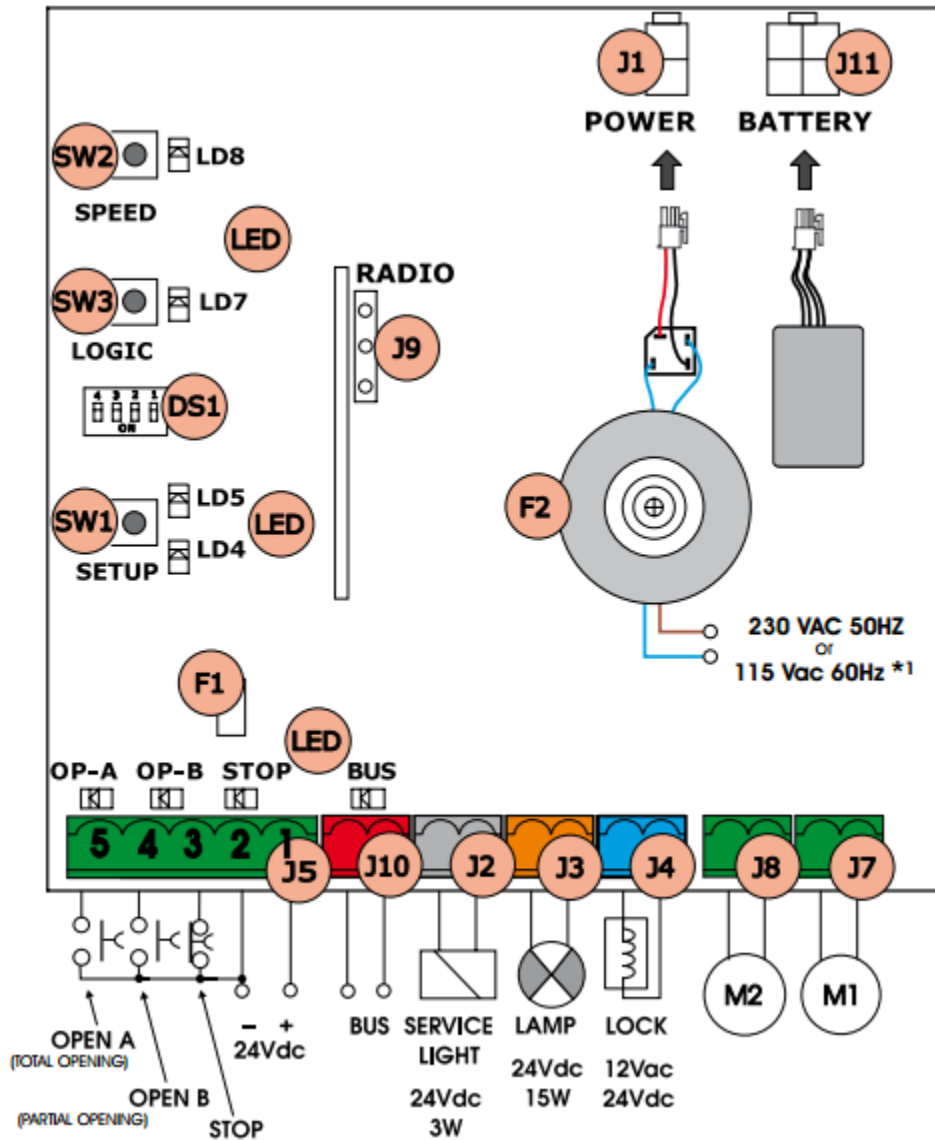 J1
J11
POWER
BATTERY
SW2
LD8
SPEED
LED
RADIO
SW3
LD7
LOGIC
J9
4 3 2 1
ON
DS1
SW1
LD5
LED
LD4
SETUP
F2
230 VAC 50HZ
or
115 Vac 60Hz *1
F1
LED
OP-A
OP-B
STOP
BUS
5 4 3 2 1
J5
J10
J2
J3
J4
J8
J7
M2
M1
- +
24Vdc
OPEN A
(TOTAL OPENING)
OPEN B
(PARTIAL OPENING)
STOP
BUS
SERVICE
LIGHT
24Vdc
3W
LAMP
24Vdc
15W
LOCK
12Vac
24Vdc